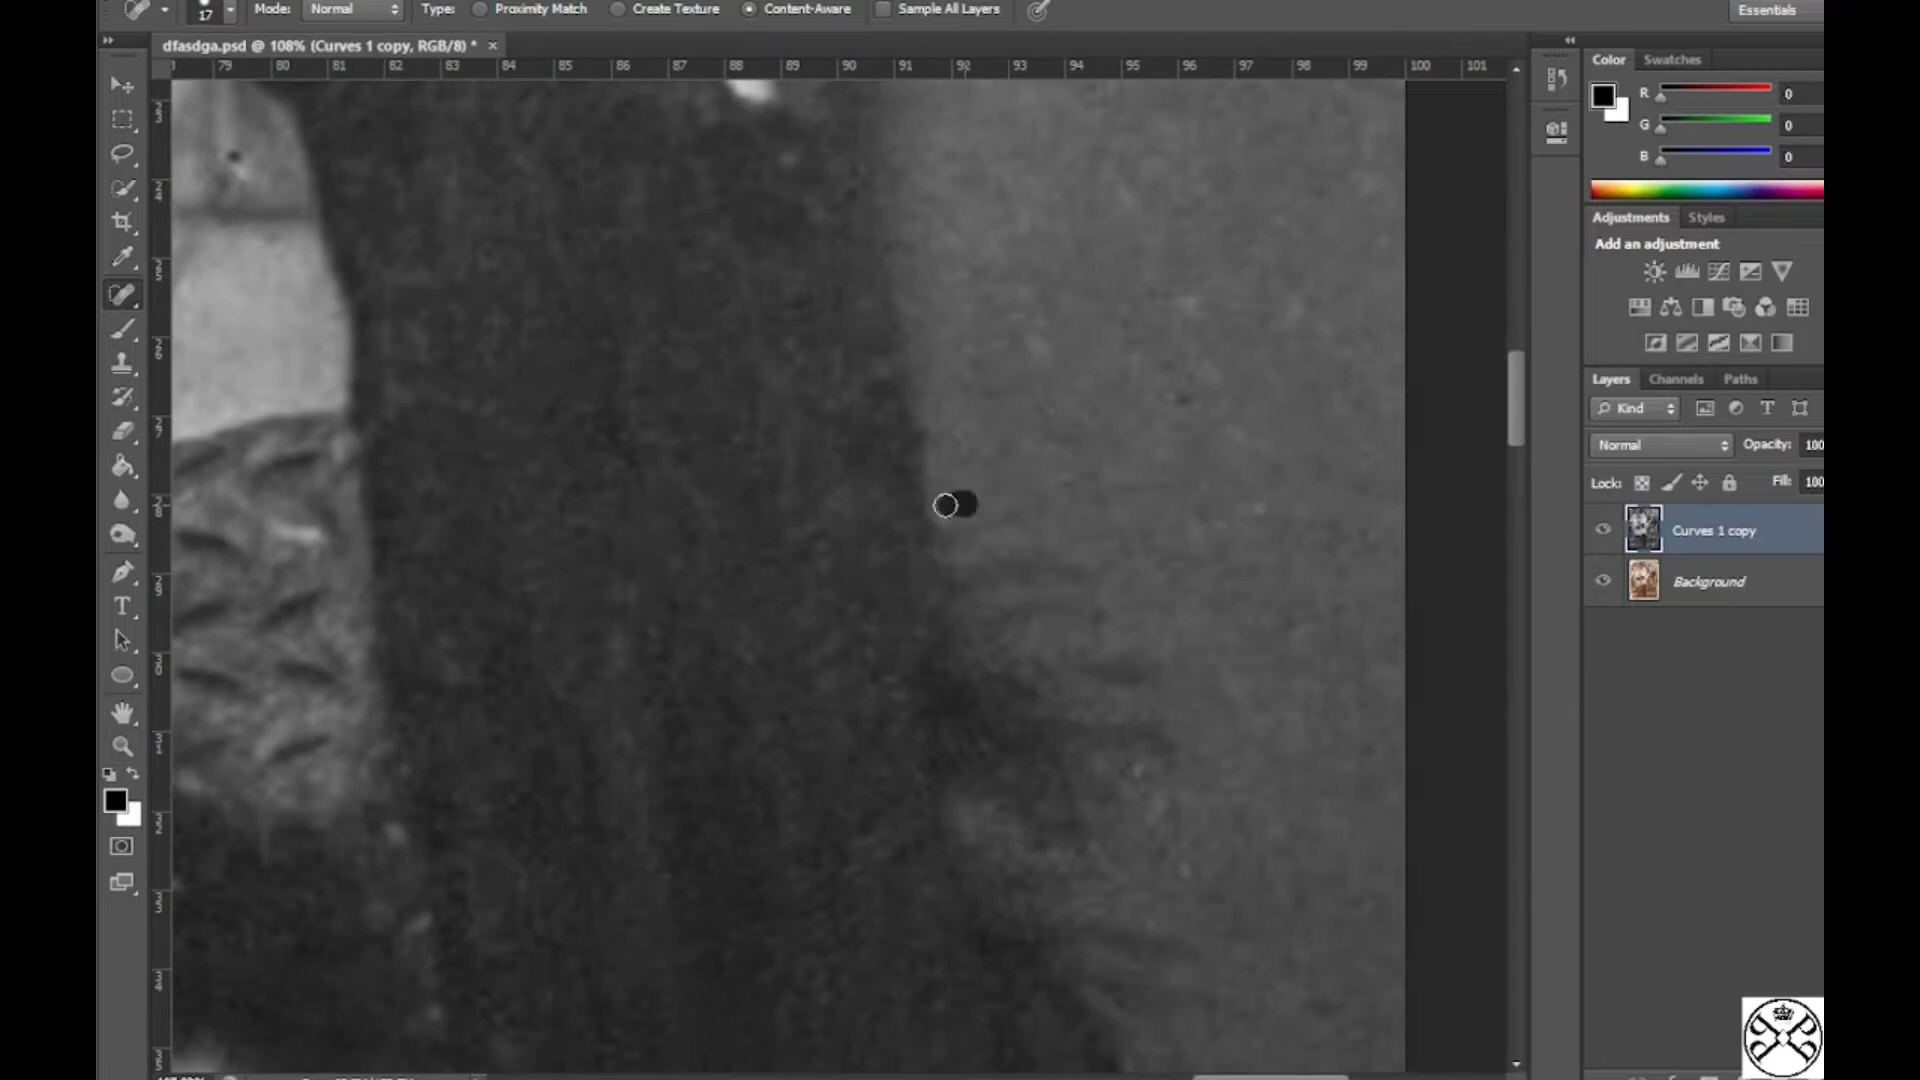 17 Mode: Normal Type: Proximity Match Create Texture Content-Aware Sample All Layers Essentials
dfasdga.psd @ 108% (Curves 1 copy, RGB/8) * ×
79 80 81 82 83 84 85 86 87 88 89 90 91 92 93 94 95 96 97 98 99 100 101
Color Swatches
R 0
G 0
B 0
Adjustments Styles
Add an adjustment
Layers Channels Paths
Kind
Normal Opacity: 100
Lock: Fill: 100
Curves 1 copy
Background